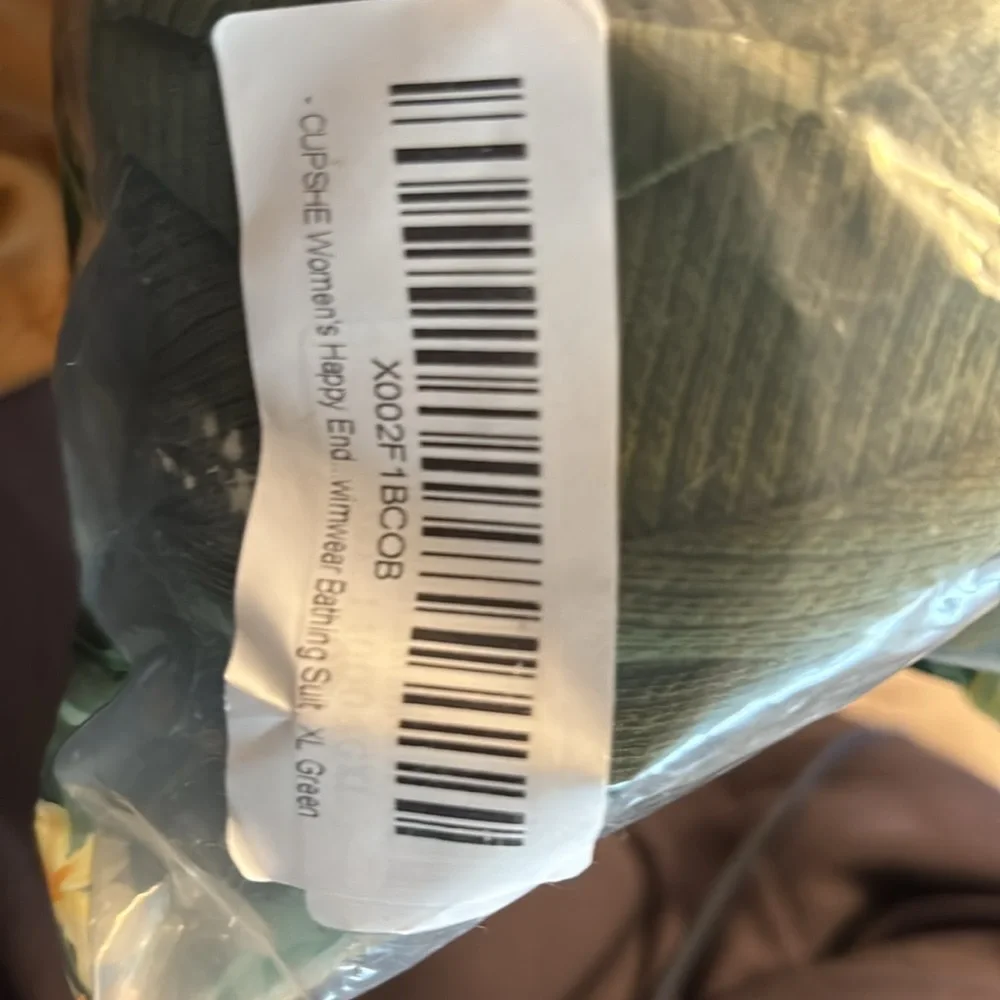 X002F1BCOB
CUPSHE Women's Happy End...wimwear Bathing Suit, XL Green